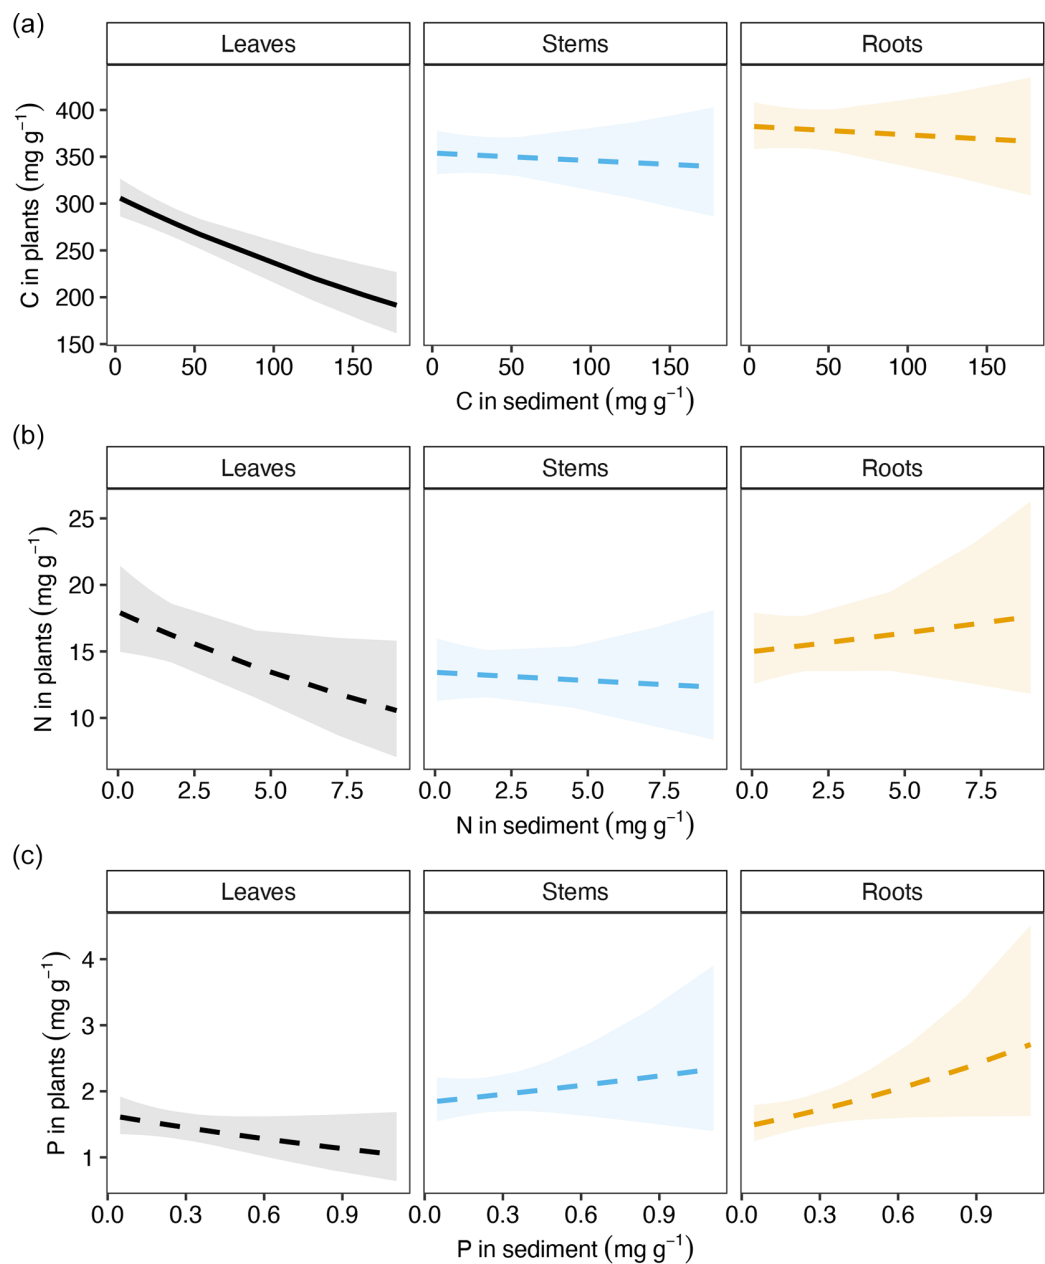 (a)
Leaves Stems Roots
C in plants (mg g⁻¹)
400
350
300
250
200
150
0 50 100 150 0 50 100 150 0 50 100 150
C in sediment (mg g⁻¹)
(b)
Leaves Stems Roots
N in plants (mg g⁻¹)
25
20
15
10
0.0 2.5 5.0 7.5 0.0 2.5 5.0 7.5 0.0 2.5 5.0 7.5
N in sediment (mg g⁻¹)
(c)
Leaves Stems Roots
P in plants (mg g⁻¹)
4
3
2
1
0.0 0.3 0.6 0.9 0.0 0.3 0.6 0.9 0.0 0.3 0.6 0.9
P in sediment (mg g⁻¹)